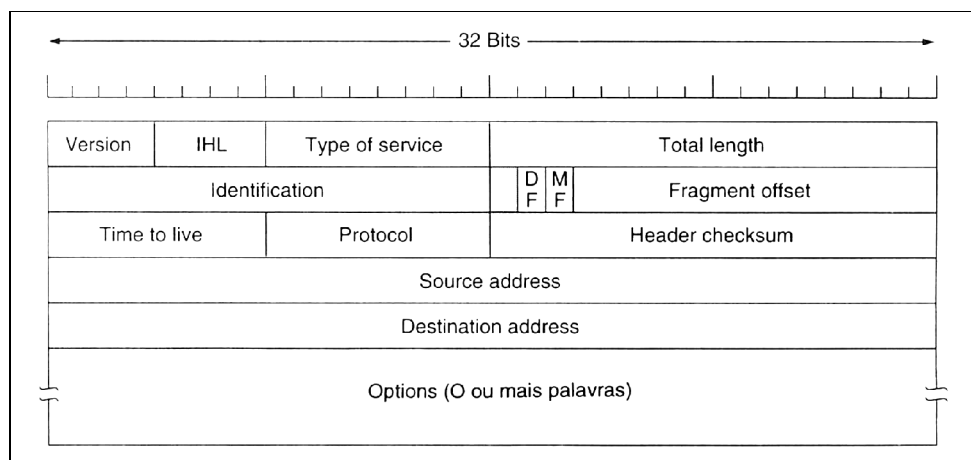 32 Bits
Version IHL Type of service Total length
Identification D F M F Fragment offset
Time to live Protocol Header checksum
Source address
Destination address
Options (O ou mais palavras)